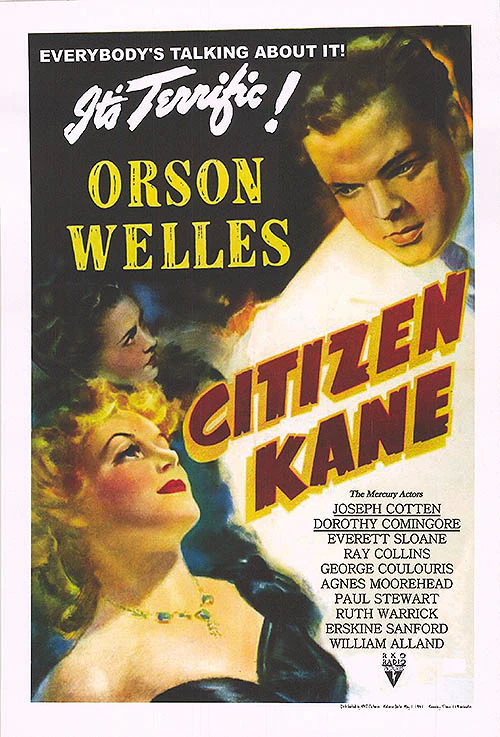 EVERYBODY'S TALKING ABOUT IT!
It's Terrific!
ORSON
WELLES
CITIZEN
KANE
The Mercury Actors
JOSEPH COTTEN
DOROTHY COMINGORE
EVERETT SLOANE
RAY COLLINS
GEORGE COULOURIS
AGNES MOOREHEAD
PAUL STEWART
RUTH WARRICK
ERSKINE SANFORD
WILLIAM ALLAND
RKO
RADIO